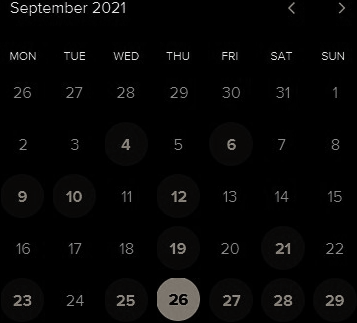 September 2021
MON TUE WED THU FRI SAT SUN
26 27 28 29 30 31 1
2 3 4 5 6 7 8
9 10 11 12 13 14 15
16 17 18 19 20 21 22
23 24 25 26 27 28 29